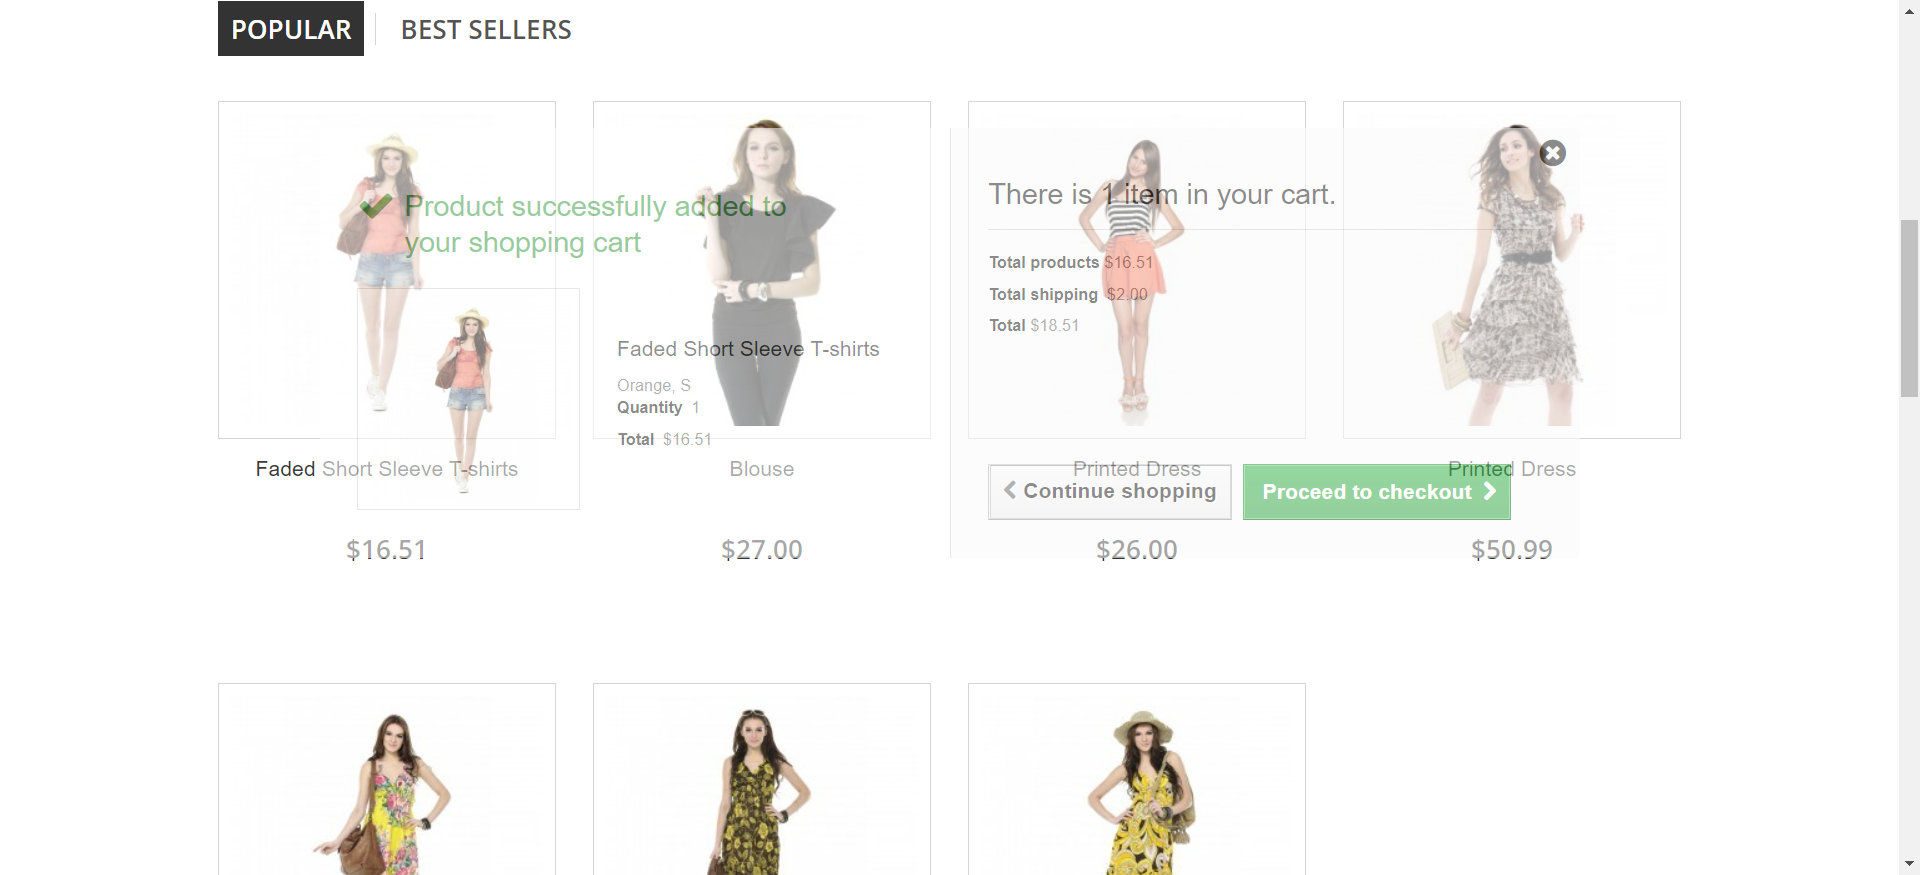 POPULAR
BEST SELLERS
Product successfully added to
your shopping cart
Faded Short Sleeve T-shirts
Orange, S
Quantity 1
Total $16.51
There is 1 item in your cart.
Total products $16.51
Total shipping $2.00
Total $18.51
Continue shopping
Proceed to checkout
Faded Short Sleeve T-shirts
Blouse
Printed Dress
Printed Dress
$16.51
$27.00
$26.00
$50.99